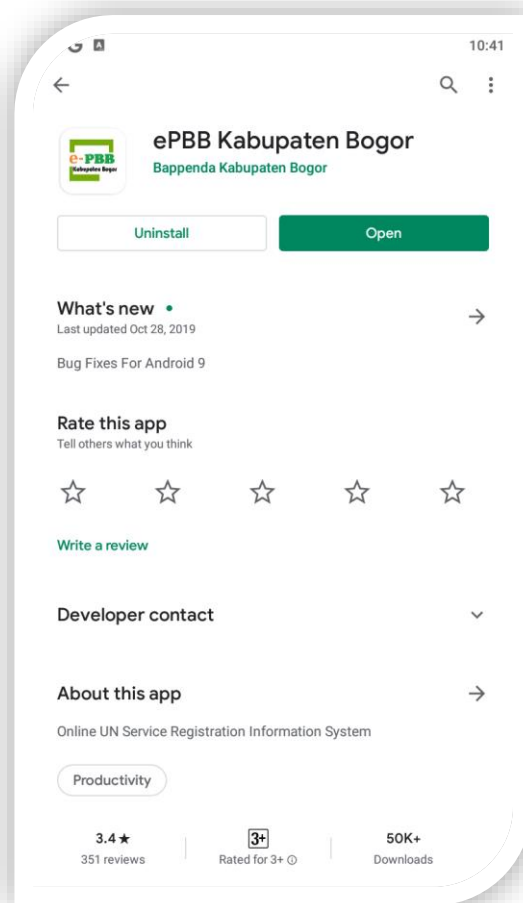 10:41
ePBB Kabupaten Bogor
e-PBB
Kabupaten Bogor
Bappenda Kabupaten Bogor
Uninstall
Open
What's new
Last updated Oct 28, 2019
Bug Fixes For Android 9
Rate this app
Tell others what you think
Write a review
Developer contact
About this app
Online UN Service Registration Information System
Productivity
3.4★
3+
50K+
351 reviews
Rated for 3+
Downloads